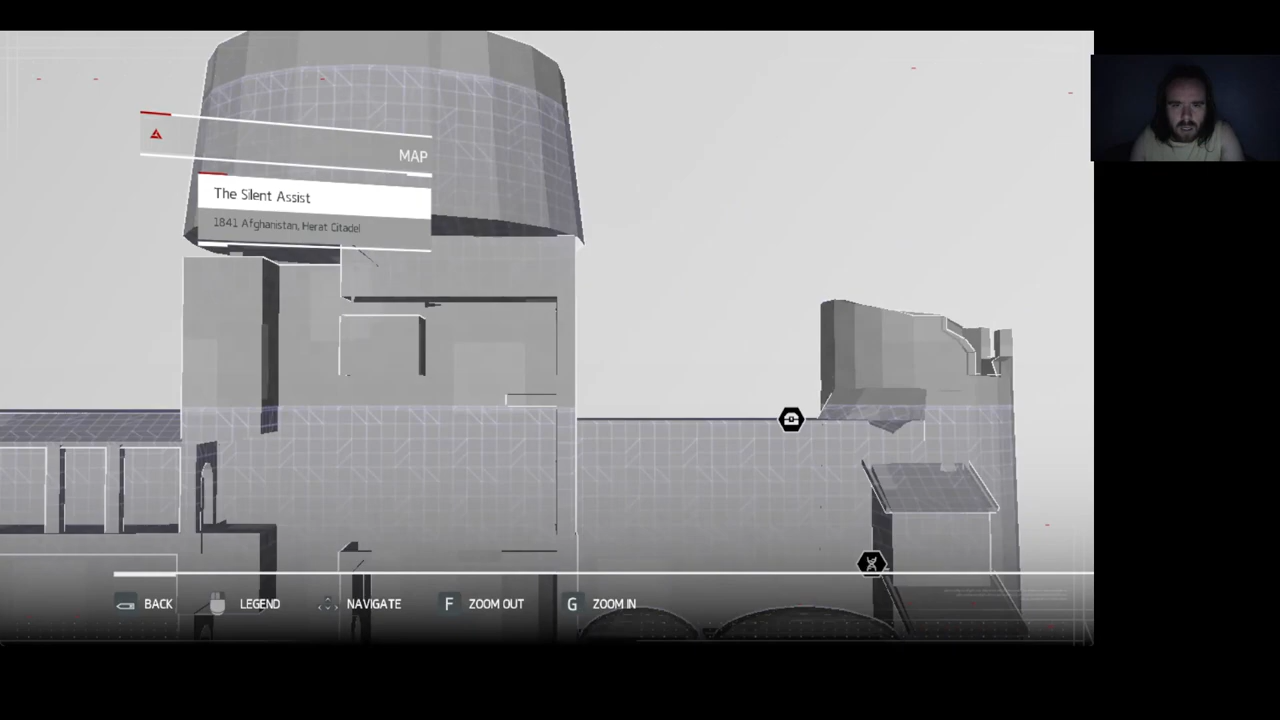 MAP
The Silent Assist
1841 Afghanistan, Herat Citadel
BACK LEGEND NAVIGATE F ZOOM OUT G ZOOM IN